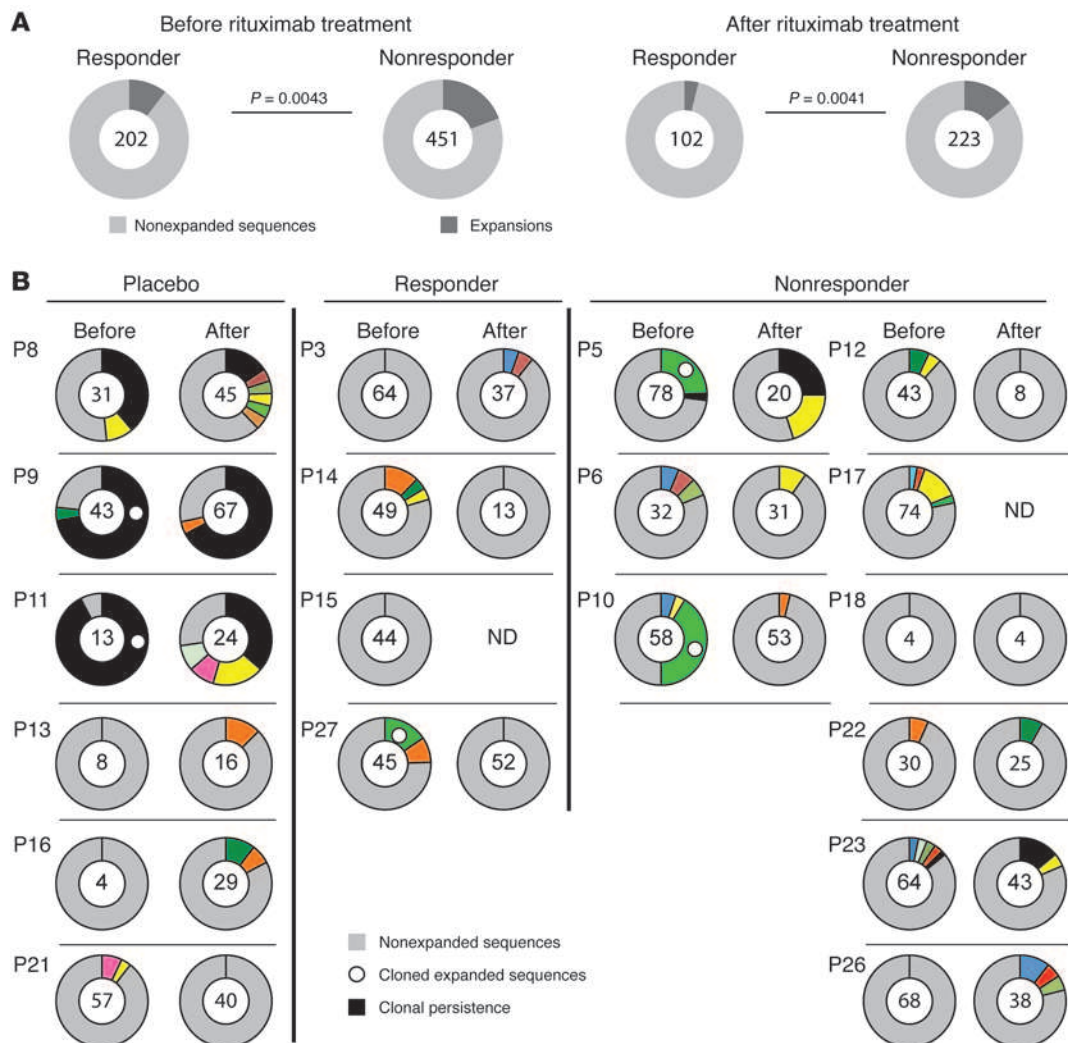 A
Before rituximab treatment
After rituximab treatment
Responder
Nonresponder
Responder
Nonresponder
P = 0.0043
P = 0.0041
202
451
102
223
Nonexpanded sequences
Expansions
B
Placebo
Responder
Nonresponder
Before After Before After Before After Before After
P8 31 45 P3 64 37 P5 78 20 P12 43 8
P9 43 67 P14 49 13 P6 32 31 P17 74 ND
P11 13 24 P15 44 ND P10 58 53 P18 4 4
P13 8 16 P27 45 52 P22 30 25
P16 4 29 P23 64 43
P21 57 40 P26 68 38
Nonexpanded sequences
Cloned expanded sequences
Clonal persistence